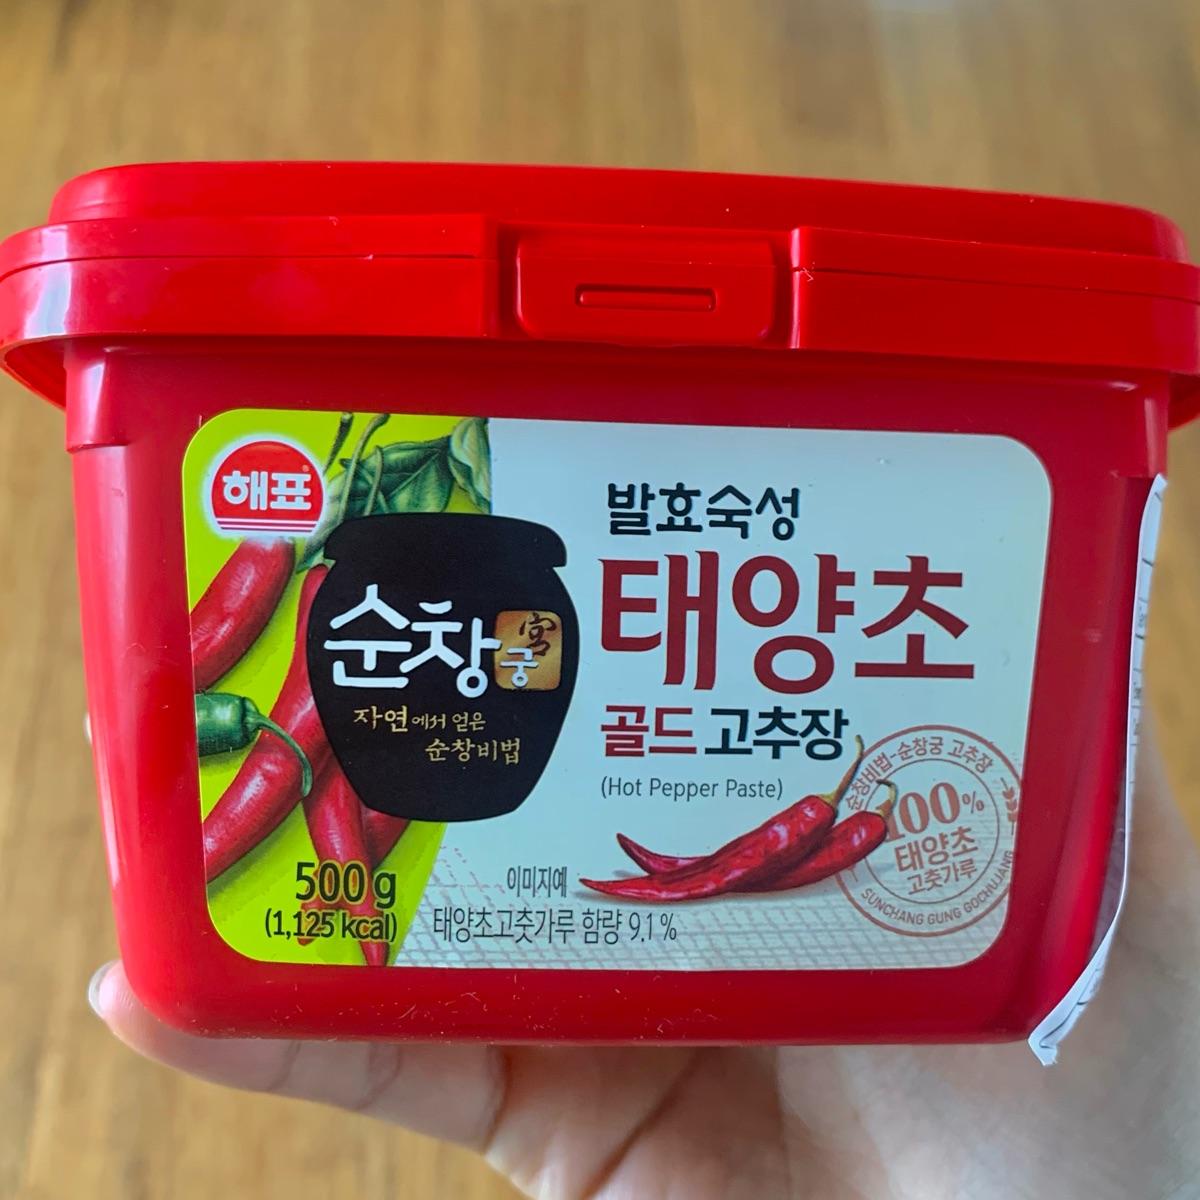 해표
순창궁
宮
자연에서 얻은
순창비법
발효숙성
태양초
골드 고추장
(Hot Pepper Paste)
순창비법-순창궁 고추장
100%
태양초
고춧가루
SUNCHANG GUNG GOCHUJANG
500 g
(1,125 kcal)
이미지예
태양초고춧가루 함량 9.1%